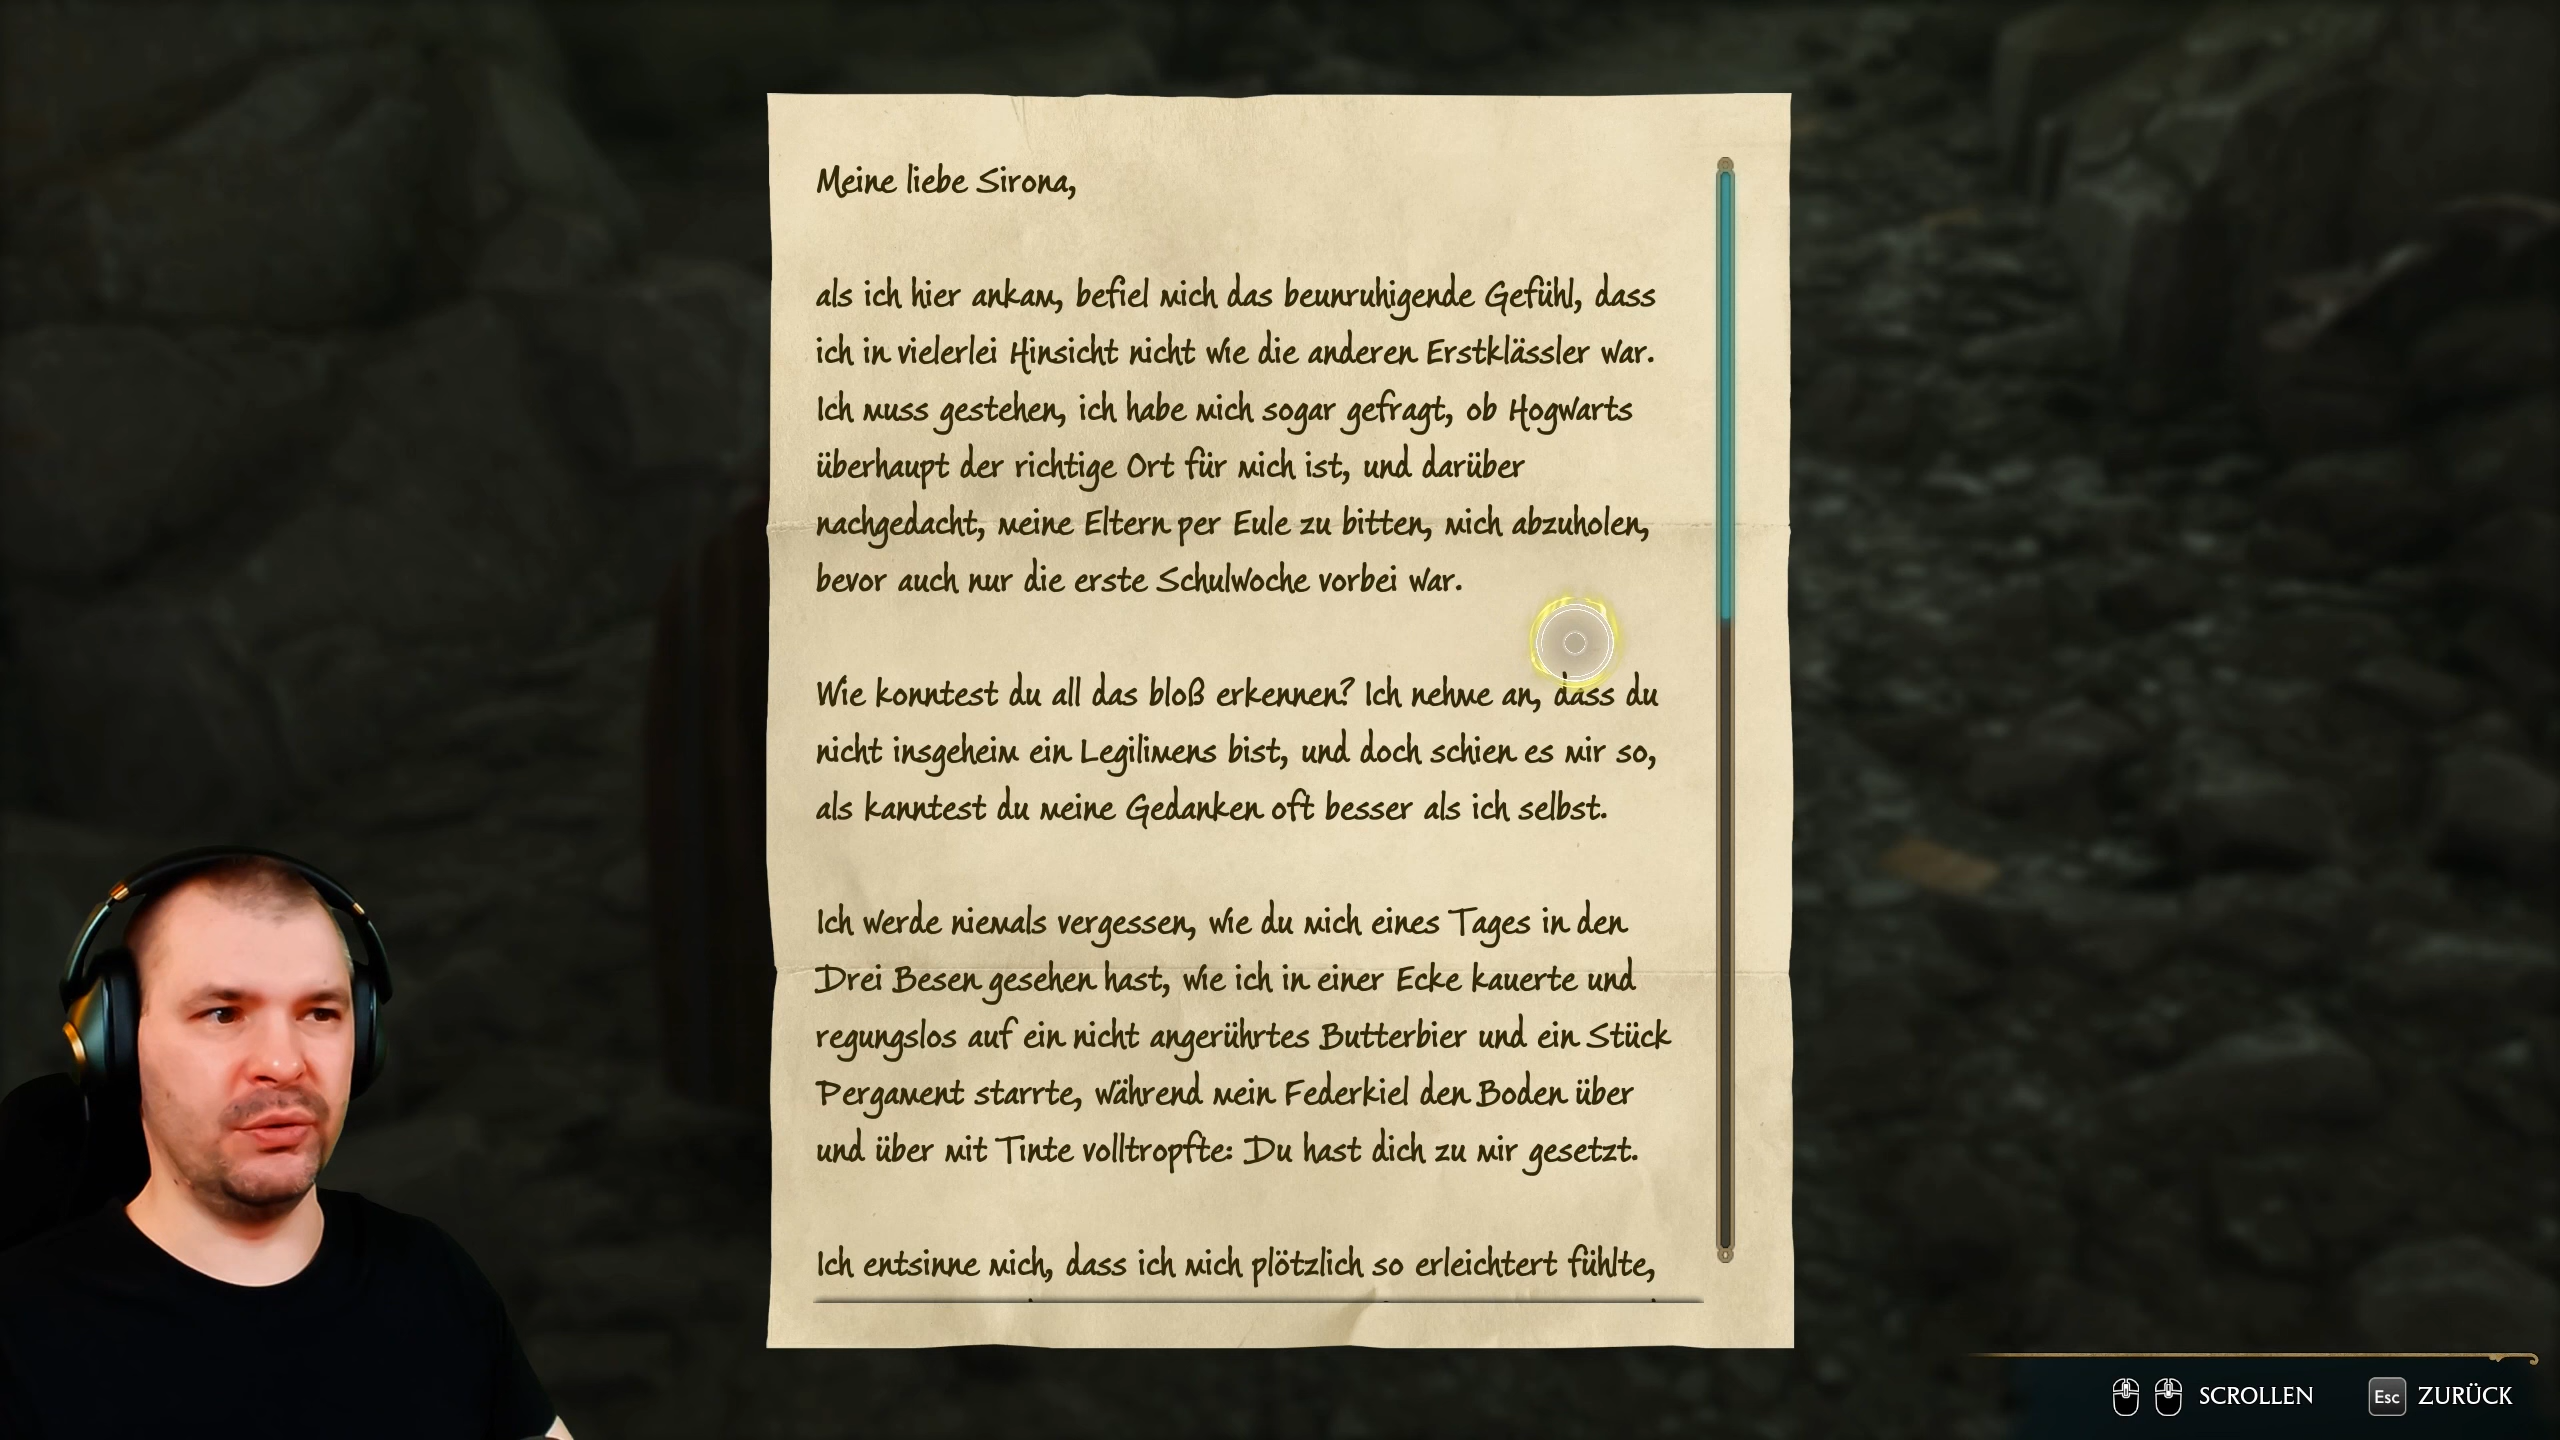 Meine liebe Sirona,
als ich hier ankam, befiel mich das beunruhigende Gefühl, dass
ich in vielerlei Hinsicht nicht wie die anderen Erstklässler war.
Ich muss gestehen, ich habe mich sogar gefragt, ob Hogwarts
überhaupt der richtige Ort für mich ist, und darüber
nachgedacht, meine Eltern per Eule zu bitten, mich abzuholen,
bevor auch nur die erste Schulwoche vorbei war.
Wie konntest du all das bloß erkennen? Ich nehme an, dass du
nicht insgeheim ein Legilimens bist, und doch schien es mir so,
als kanntest du meine Gedanken oft besser als ich selbst.
Ich werde niemals vergessen, wie du mich eines Tages in den
Drei Besen gesehen hast, wie ich in einer Ecke kauerte und
regungslos auf ein nicht angerührtes Butterbier und ein Stück
Pergament starrte, während mein Federkiel den Boden über
und über mit Tinte volltropfte: Du hast dich zu mir gesetzt.
Ich entsinne mich, dass ich mich plötzlich so erleichtert fühlte,
SCROLLEN
Esc ZURÜCK